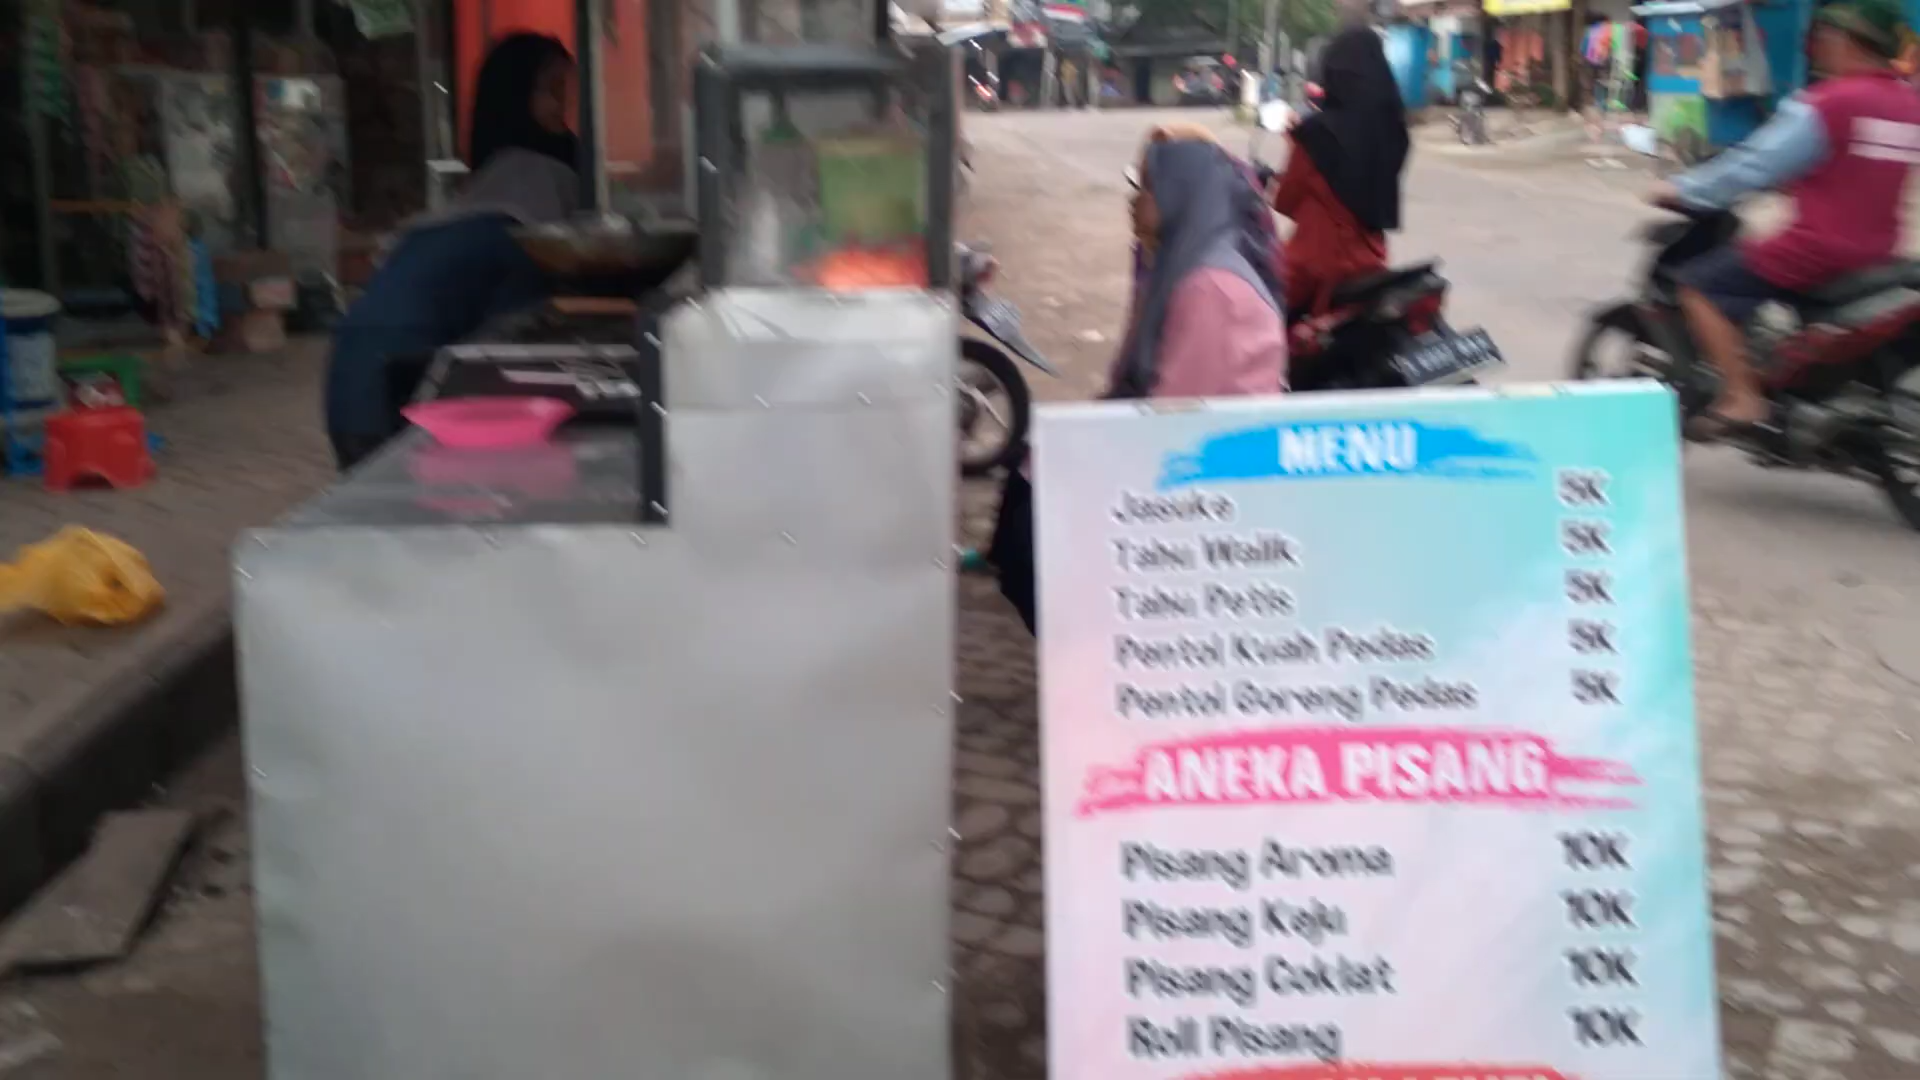 MENU
Jasuke 5K
Tahu Walik 5K
Tahu Petis 5K
Pentol Kuah Pedas 5K
Pentol Goreng Pedas 5K
ANEKA PISANG
Pisang Aroma 10K
Pisang Keju 10K
Pisang Coklat 10K
Roll Pisang 10K